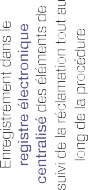 Enregistrement dans le
registre électronique
centralisé des éléments de
suivi de la réclamation tout au
long de la procédure